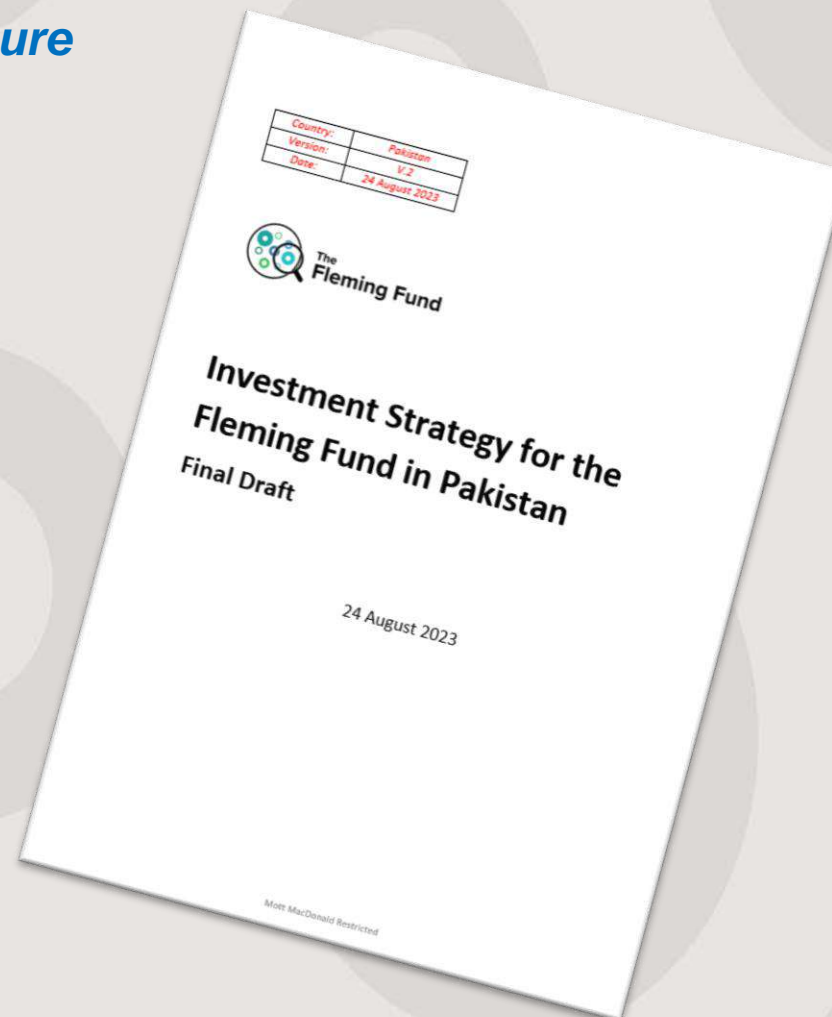 ure
Country: Pakistan
Version: V.2
Date: 24 August 2023
The
Fleming Fund
Investment Strategy for the
Fleming Fund in Pakistan
Final Draft
24 August 2023
Mott MacDonald Restricted